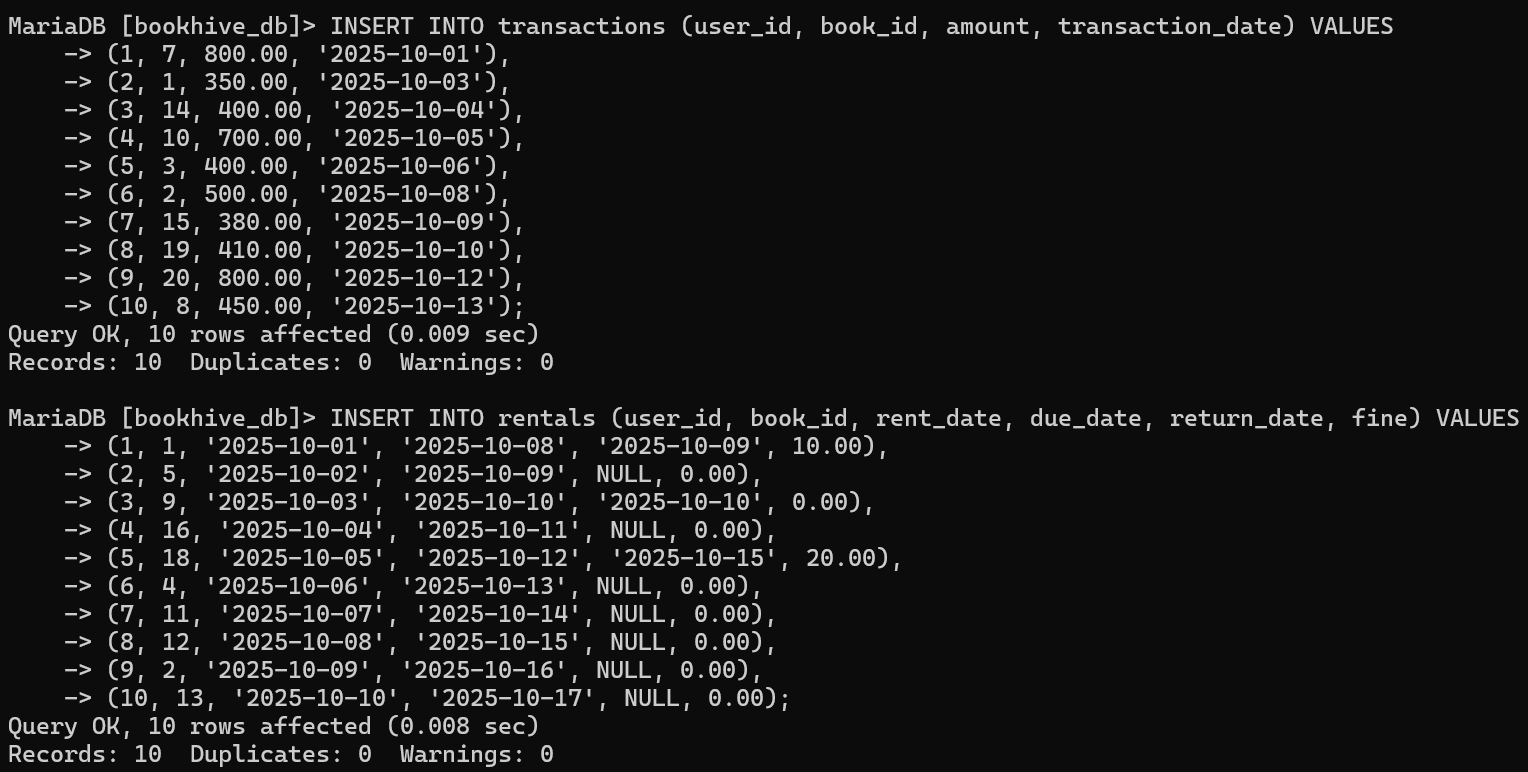 MariaDB [bookhive_db]> INSERT INTO transactions (user_id, book_id, amount, transaction_date) VALUES
    -> (1, 7, 800.00, '2025-10-01'),
    -> (2, 1, 350.00, '2025-10-03'),
    -> (3, 14, 400.00, '2025-10-04'),
    -> (4, 10, 700.00, '2025-10-05'),
    -> (5, 3, 400.00, '2025-10-06'),
    -> (6, 2, 500.00, '2025-10-08'),
    -> (7, 15, 380.00, '2025-10-09'),
    -> (8, 19, 410.00, '2025-10-10'),
    -> (9, 20, 800.00, '2025-10-12'),
    -> (10, 8, 450.00, '2025-10-13');
Query OK, 10 rows affected (0.009 sec)
Records: 10  Duplicates: 0  Warnings: 0

MariaDB [bookhive_db]> INSERT INTO rentals (user_id, book_id, rent_date, due_date, return_date, fine) VALUES
    -> (1, 1, '2025-10-01', '2025-10-08', '2025-10-09', 10.00),
    -> (2, 5, '2025-10-02', '2025-10-09', NULL, 0.00),
    -> (3, 9, '2025-10-03', '2025-10-10', '2025-10-10', 0.00),
    -> (4, 16, '2025-10-04', '2025-10-11', NULL, 0.00),
    -> (5, 18, '2025-10-05', '2025-10-12', '2025-10-15', 20.00),
    -> (6, 4, '2025-10-06', '2025-10-13', NULL, 0.00),
    -> (7, 11, '2025-10-07', '2025-10-14', NULL, 0.00),
    -> (8, 12, '2025-10-08', '2025-10-15', NULL, 0.00),
    -> (9, 2, '2025-10-09', '2025-10-16', NULL, 0.00),
    -> (10, 13, '2025-10-10', '2025-10-17', NULL, 0.00);
Query OK, 10 rows affected (0.008 sec)
Records: 10  Duplicates: 0  Warnings: 0